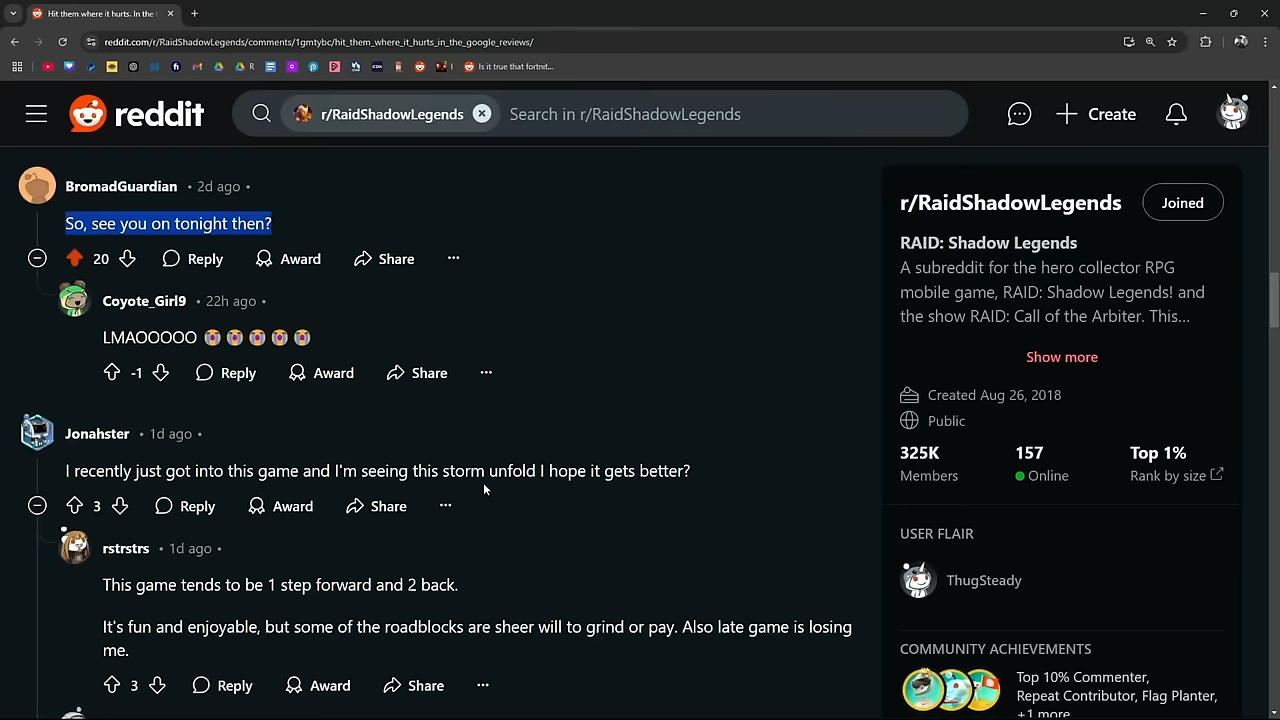 Hit them where it hurts. In the
reddit.com/r/RaidShadowLegends/comments/1gmtybc/hit_them_where_it_hurts_in_the_google_reviews/
R
Is it true that fortnit...
reddit
r/RaidShadowLegends
Search in r/RaidShadowLegends
Create
BromadGuardian • 2d ago •
So, see you on tonight then?
20 Reply Award Share ...
Coyote_Girl9 • 22h ago •
LMAOOOOO 😭😭😭😭😭
-1 Reply Award Share ...
Jonahster • 1d ago •
I recently just got into this game and I'm seeing this storm unfold I hope it gets better?
3 Reply Award Share ...
rstrstrs • 1d ago •
This game tends to be 1 step forward and 2 back.
It's fun and enjoyable, but some of the roadblocks are sheer will to grind or pay. Also late game is losing
me.
3 Reply Award Share ...
r/RaidShadowLegends Joined
RAID: Shadow Legends
A subreddit for the hero collector RPG
mobile game, RAID: Shadow Legends! and
the show RAID: Call of the Arbiter. This...
Show more
Created Aug 26, 2018
Public
325K 157 Top 1%
Members Online Rank by size
USER FLAIR
ThugSteady
COMMUNITY ACHIEVEMENTS
Top 10% Commenter,
Repeat Contributor, Flag Planter,
+1 more